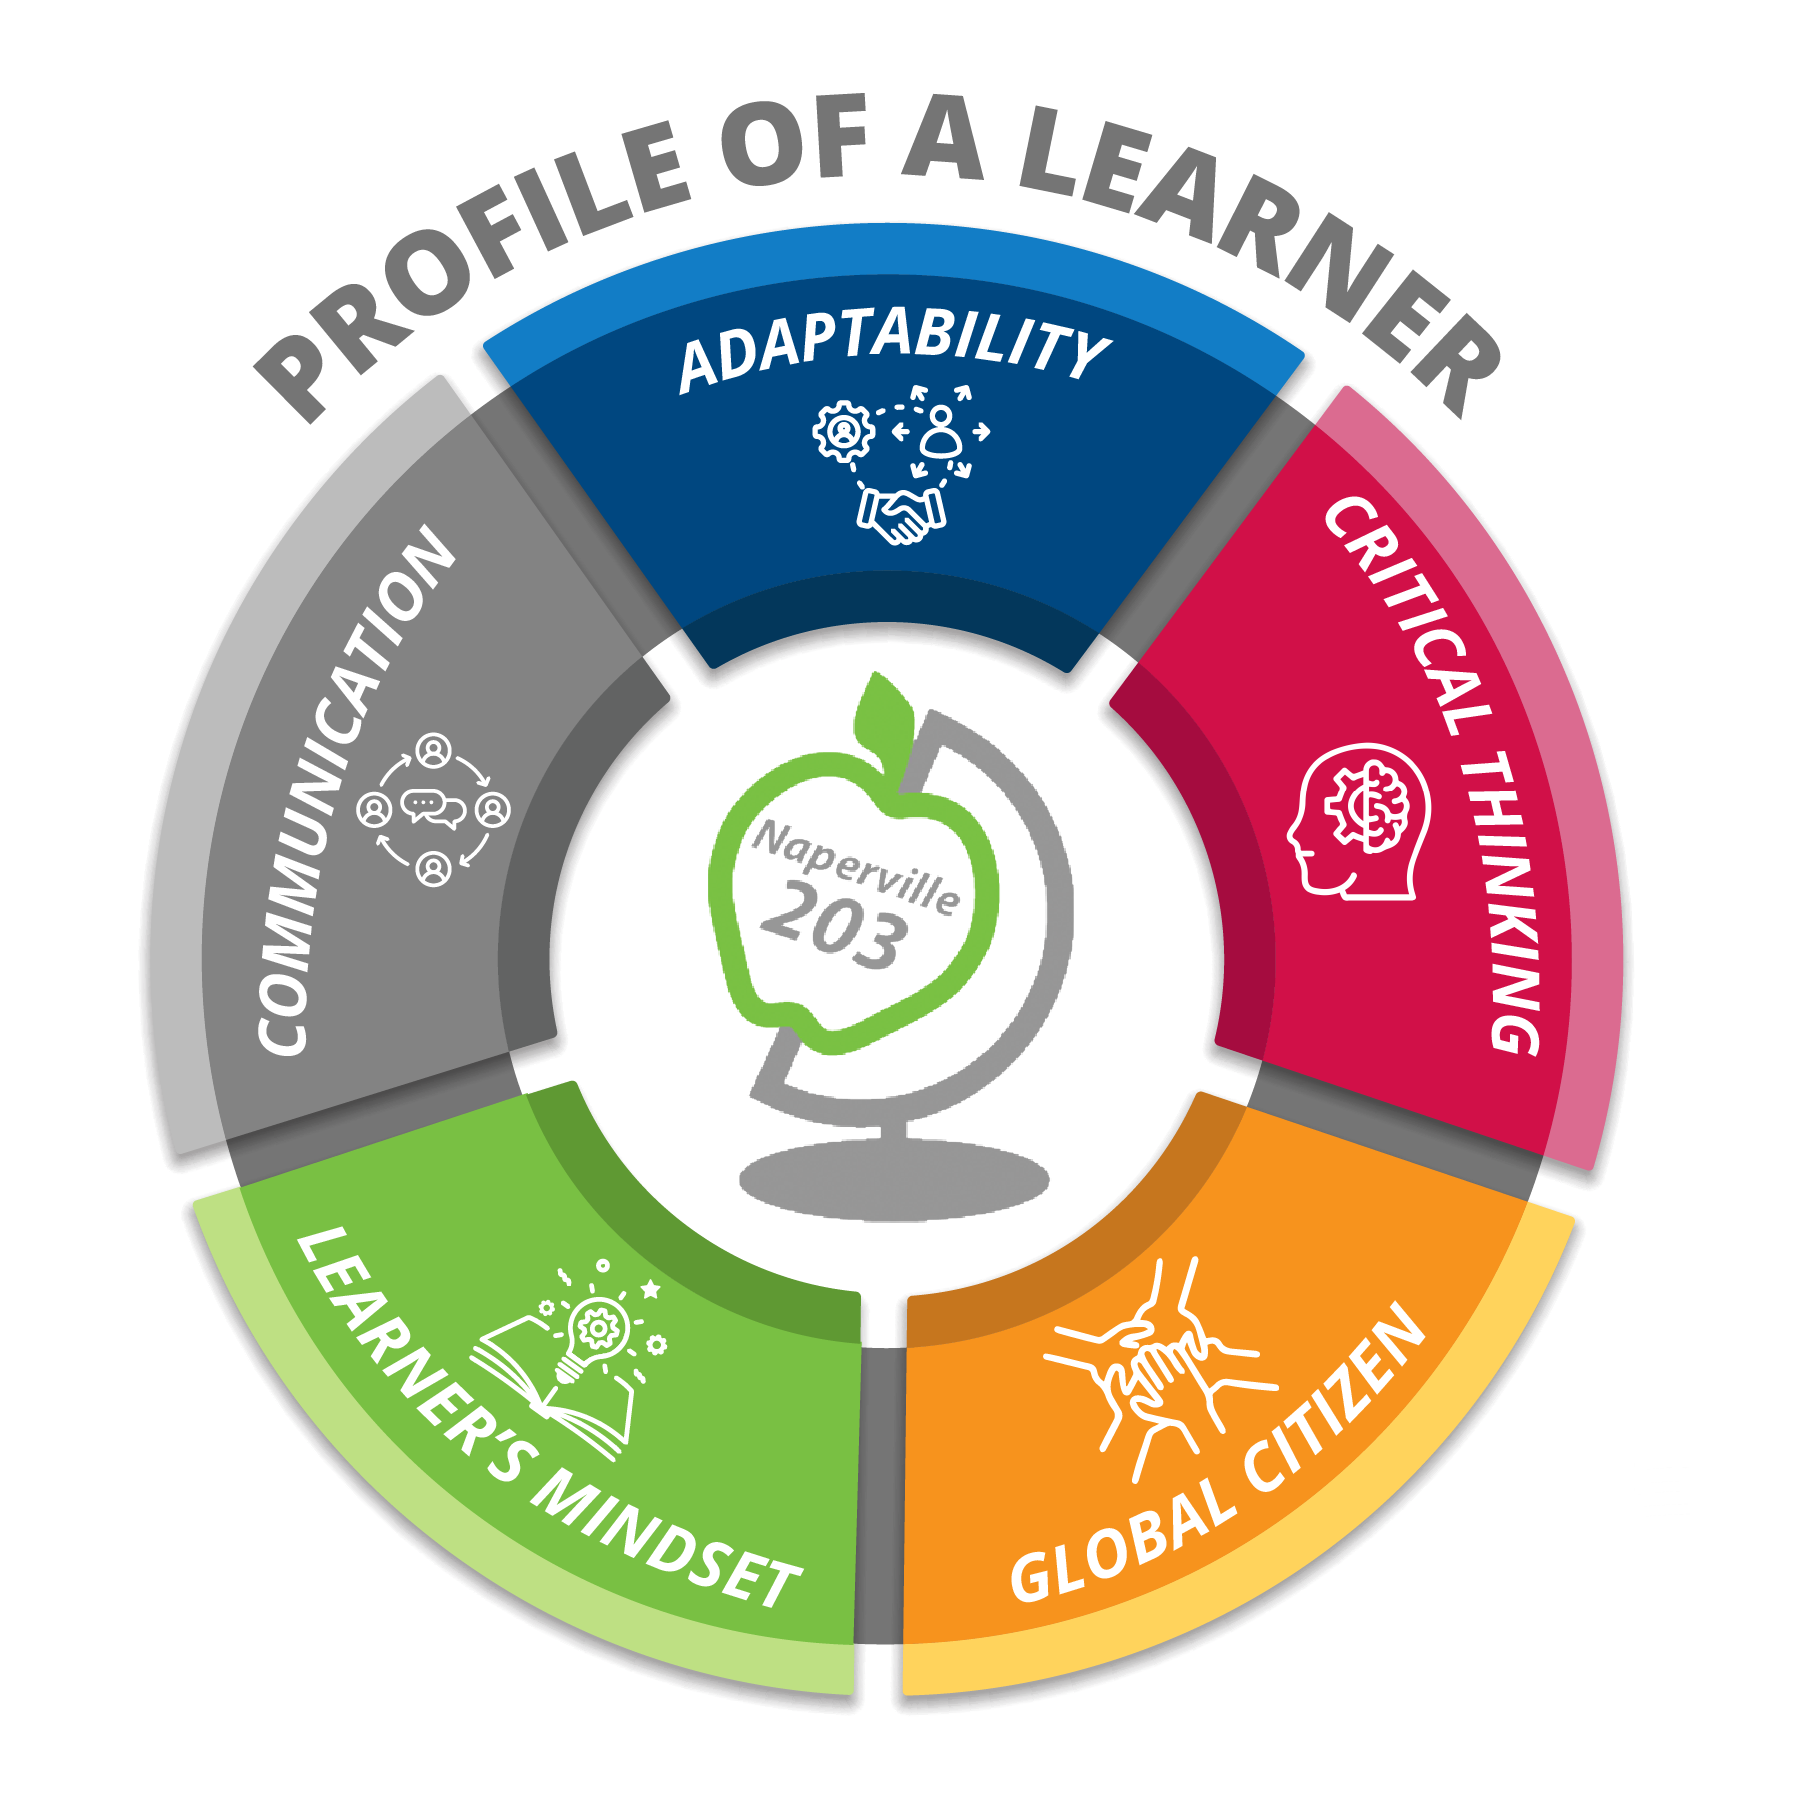 PROFILE OF A LEARNER
ADAPTABILITY
CRITICAL THINKING
GLOBAL CITIZEN
LEARNER'S MINDSET
COMMUNICATION
Naperville
203